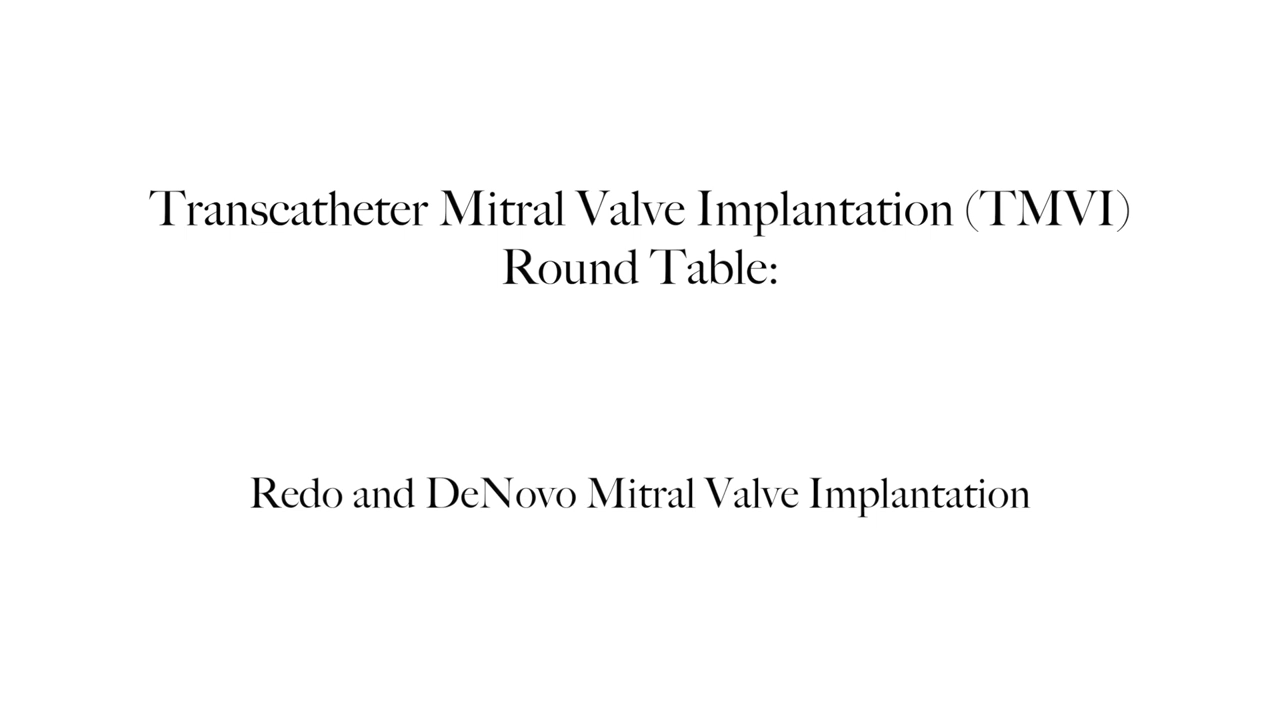 Transcatheter Mitral Valve Implantation (TMVI)
Round Table:
Redo and DeNovo Mitral Valve Implantation